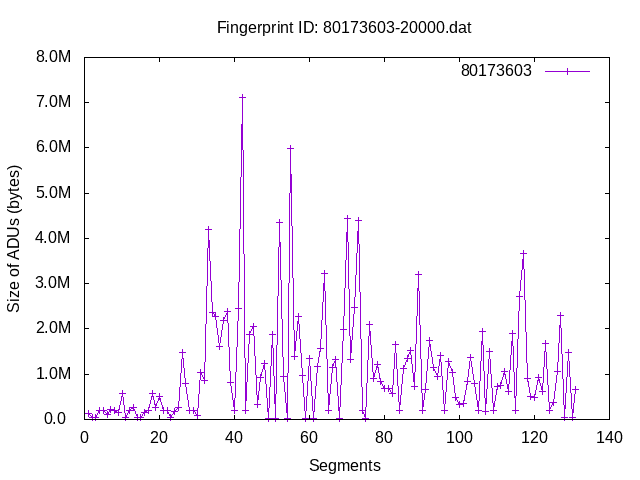 Fingerprint ID: 80173603-20000.dat
80173603
8.0M
7.0M
6.0M
5.0M
4.0M
3.0M
2.0M
1.0M
0.0
Size of ADUs (bytes)
0 20 40 60 80 100 120 140
Segments